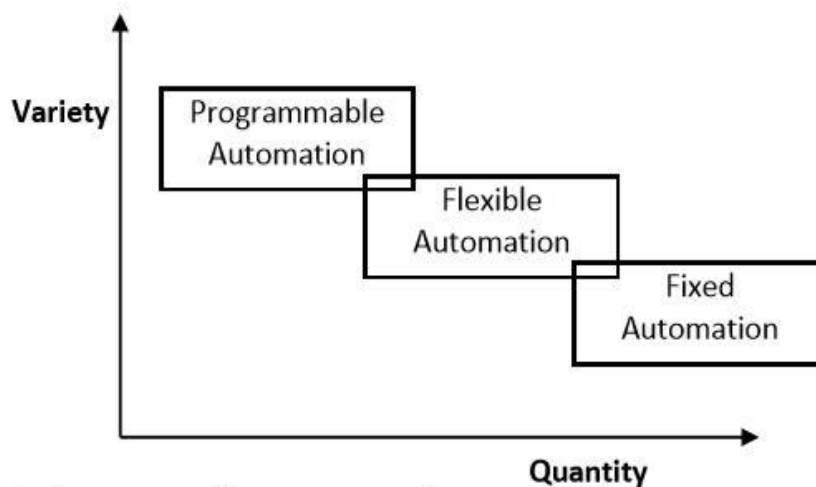 Variety
Programmable
Automation
Flexible
Automation
Fixed
Automation
Quantity